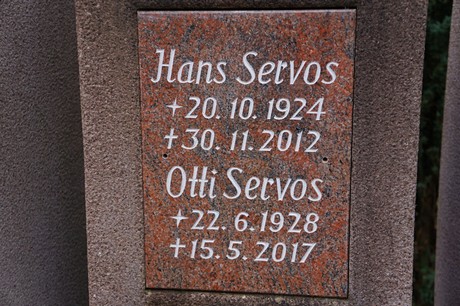 Hans Servos
+20.10.1924
+30.11.2012
Otti Servos
+22.6.1928
+15.5.2017